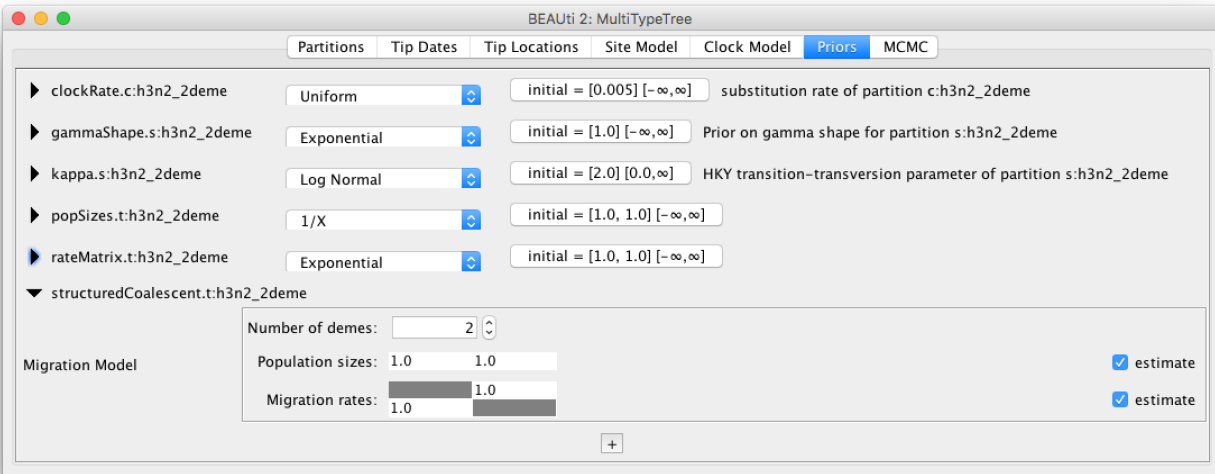 BEAUti 2: MultiTypeTree
Partitions Tip Dates Tip Locations Site Model Clock Model Priors MCMC
clockRate.c:h3n2_2deme Uniform initial = [0.005] [-∞,∞] substitution rate of partition c:h3n2_2deme
gammaShape.s:h3n2_2deme Exponential initial = [1.0] [-∞,∞] Prior on gamma shape for partition s:h3n2_2deme
kappa.s:h3n2_2deme Log Normal initial = [2.0] [0.0,∞] HKY transition-transversion parameter of partition s:h3n2_2deme
popSizes.t:h3n2_2deme 1/X initial = [1.0, 1.0] [-∞,∞]
rateMatrix.t:h3n2_2deme Exponential initial = [1.0, 1.0] [-∞,∞]
structuredCoalescent.t:h3n2_2deme
Number of demes: 2
Migration Model Population sizes: 1.0 1.0 estimate
1.0
Migration rates: 1.0 estimate
+